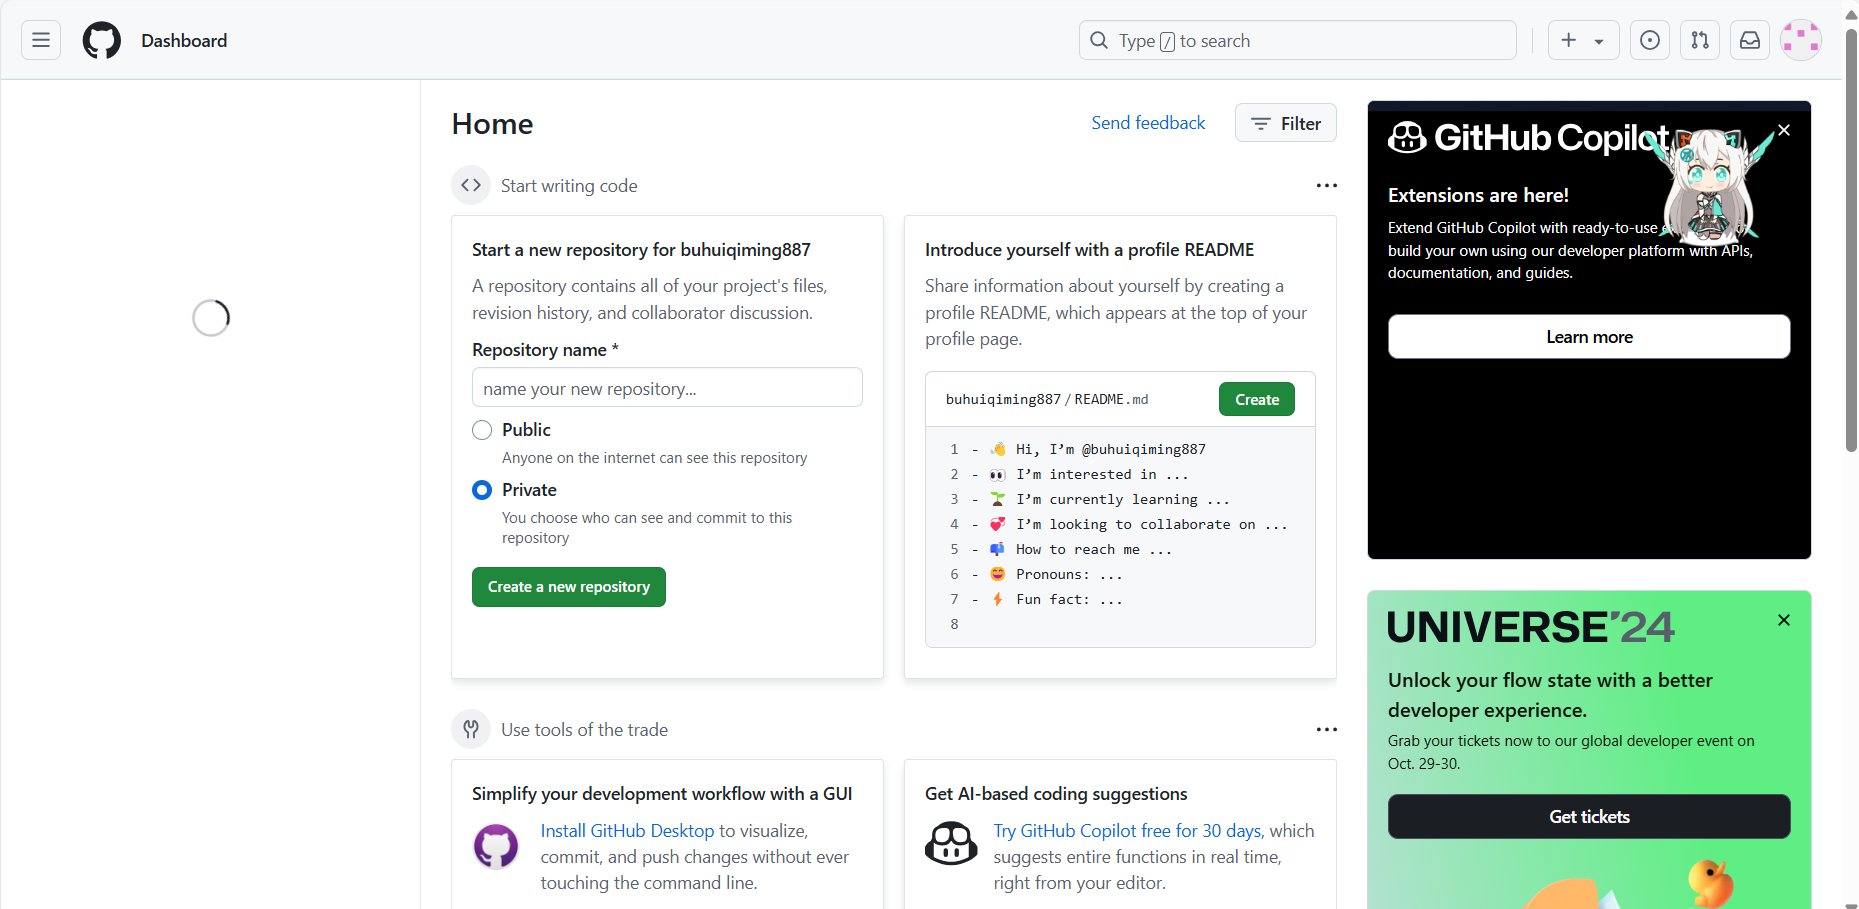 Dashboard
Type / to search
Home
Send feedback
Filter
Start writing code
Start a new repository for buhuiqiming887
A repository contains all of your project's files,
revision history, and collaborator discussion.
Repository name *
name your new repository...
Public
Anyone on the internet can see this repository
Private
You choose who can see and commit to this
repository
Create a new repository
Introduce yourself with a profile README
Share information about yourself by creating a
profile README, which appears at the top of your
profile page.
buhuiqiming887 / README.md
Create
1 - 👋 Hi, I’m @buhuiqiming887
2 - 👀 I’m interested in ...
3 - 🌱 I’m currently learning ...
4 - 💞️ I’m looking to collaborate on ...
5 - 📫 How to reach me ...
6 - 😄 Pronouns: ...
7 - ⚡ Fun fact: ...
8
Use tools of the trade
Simplify your development workflow with a GUI
Install GitHub Desktop to visualize,
commit, and push changes without ever
touching the command line.
Get AI-based coding suggestions
Try GitHub Copilot free for 30 days, which
suggests entire functions in real time,
right from your editor.
GitHub Copilot
Extensions are here!
Extend GitHub Copilot with ready-to-use
build your own using our developer platform with APIs,
documentation, and guides.
Learn more
UNIVERSE'24
Unlock your flow state with a better
developer experience.
Grab your tickets now to our global developer event on
Oct. 29-30.
Get tickets